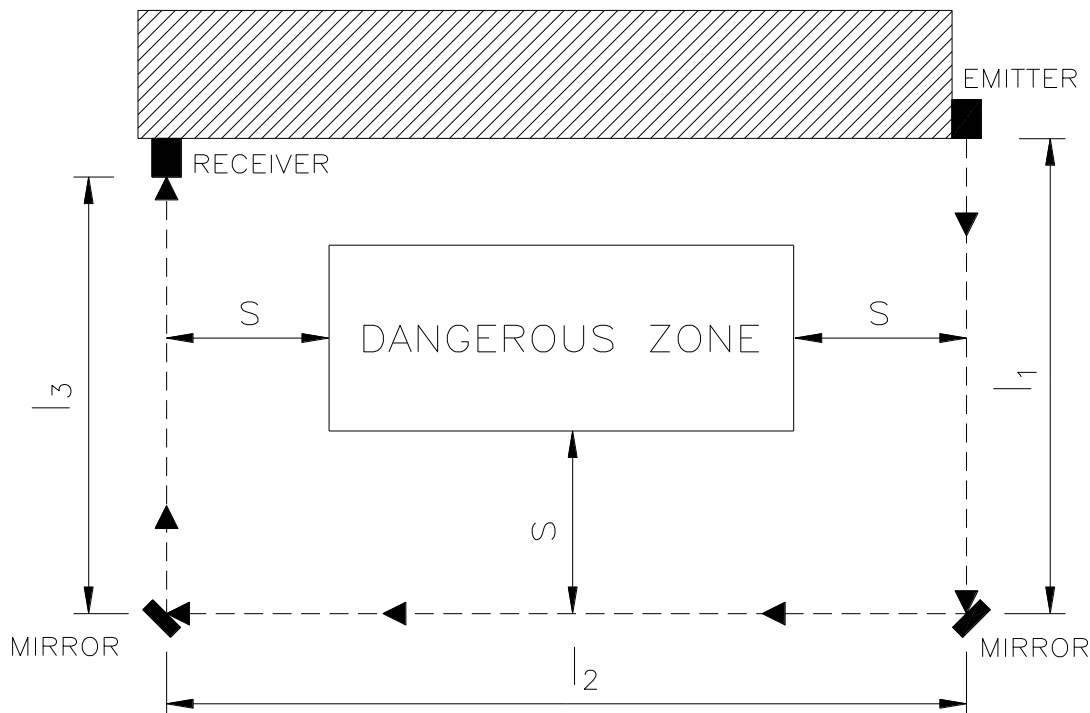 EMITTER
RECEIVER
S
DANGEROUS ZONE
S
l3
l1
S
MIRROR
MIRROR
l2